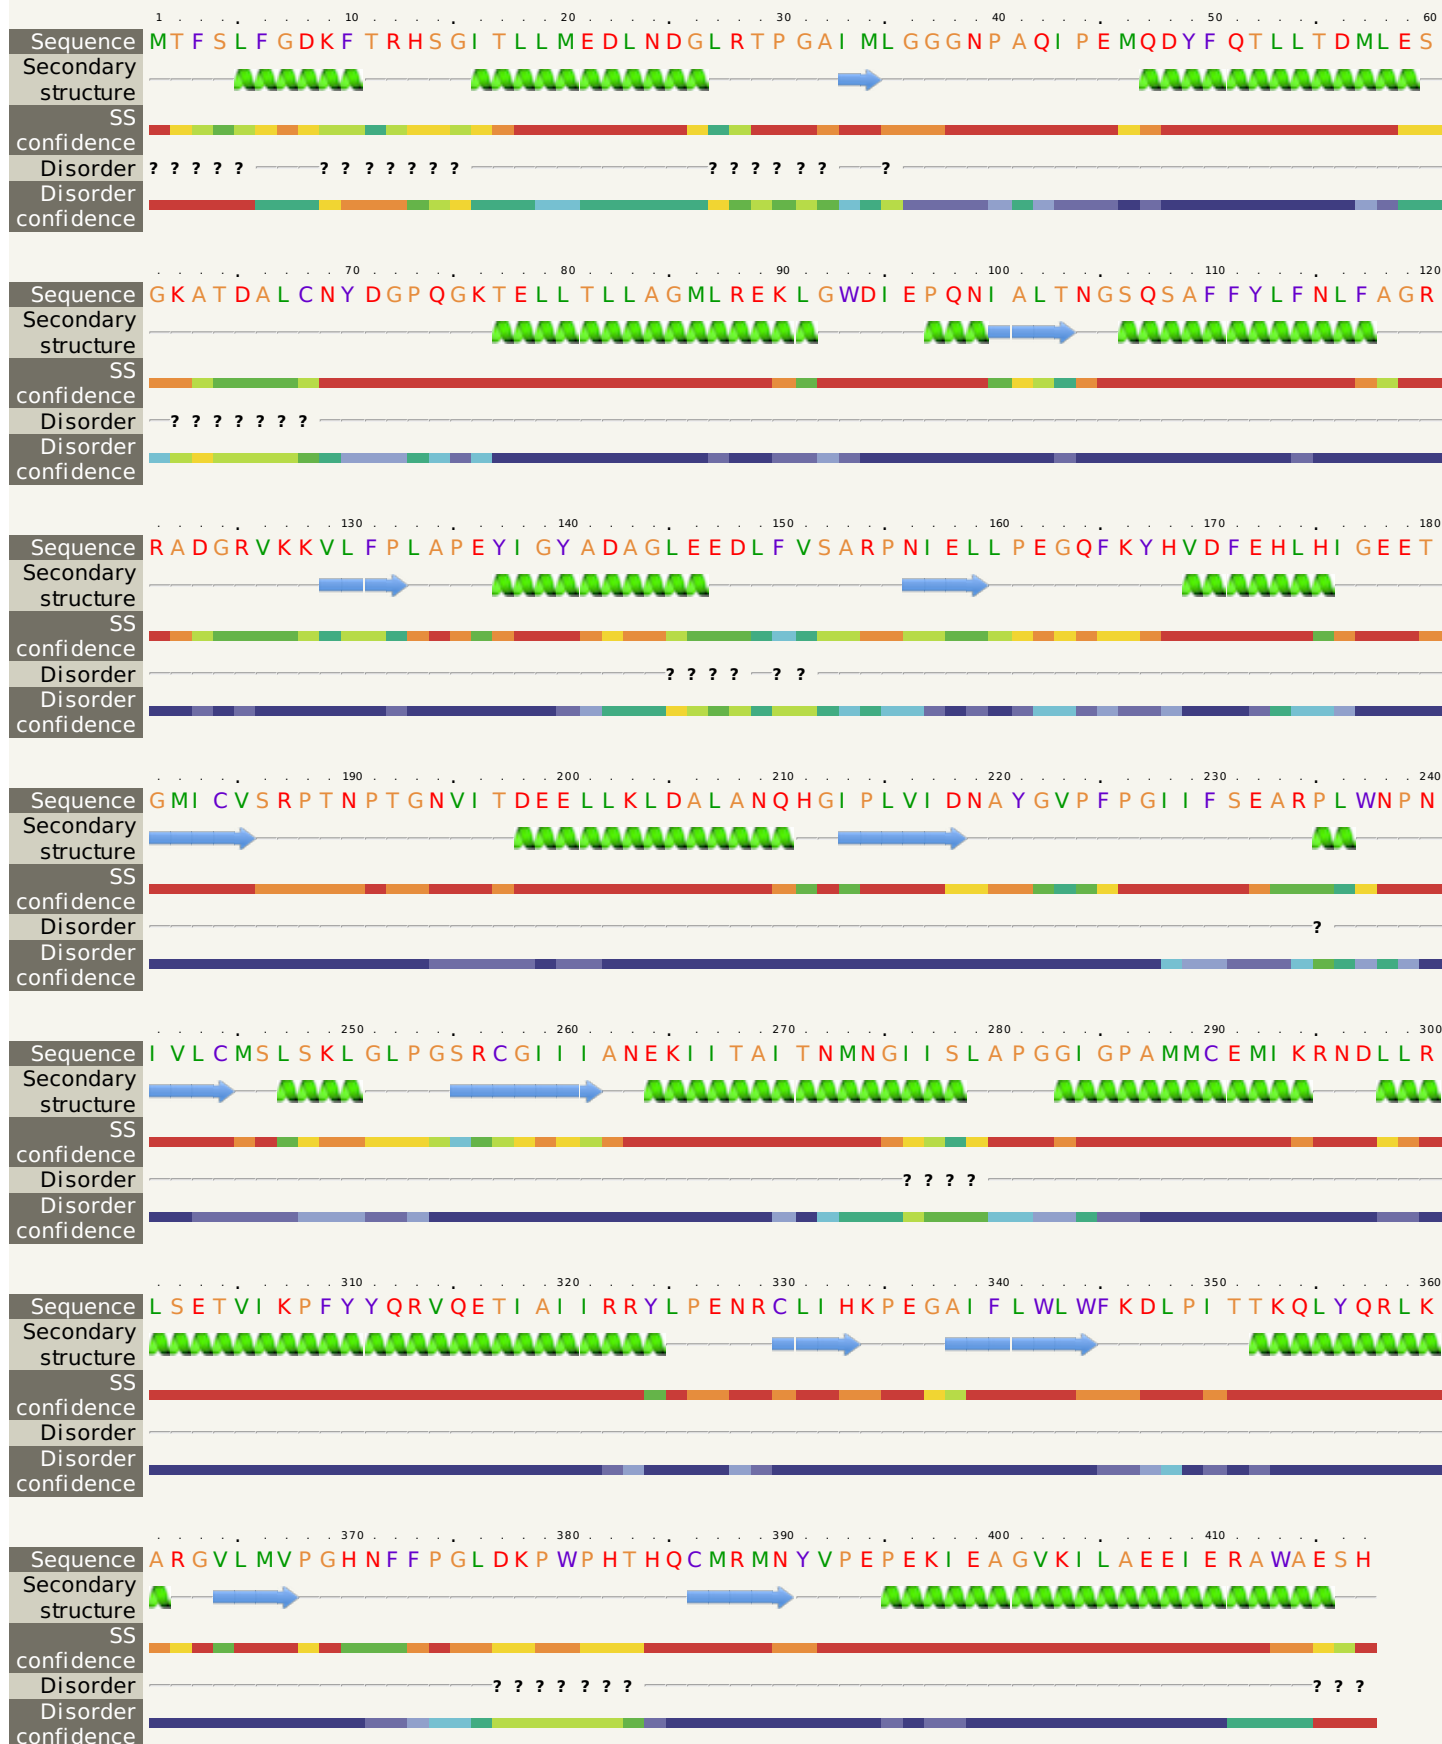 1 10 20 30 40 50 60
Sequence MTFSLFGDKFTRHSGITLLMEDLNDGLRTPGAIMLGGGNPAQIPEMQDYFQTLLTDMLES
Secondary
structure
SS
confidence
Disorder ? ? ? ? ? ? ? ? ? ? ? ? ? ? ? ? ? ? ?
Disorder
confidence
70 80 90 100 110 120
Sequence GKATDALCNYDGPQGKTELLTLLAGMLREKLGWDIEPQNIALTNGSQSAFFYLFNLFAGR
Secondary
structure
SS
confidence
Disorder ? ? ? ? ? ? ?
Disorder
confidence
130 140 150 160 170 180
Sequence RADGRVKKVLFPLAPEYIGYADAGLEEDLFVSARPNIELLPEGQFKYHVDFEHLHIGEET
Secondary
structure
SS
confidence
Disorder ? ? ? ? ? ?
Disorder
confidence
190 200 210 220 230 240
Sequence GMICVSRPTNPTGNVITDEELLKLDALANQHGIPLVIDNAYGVPFPGIIFSEARPLWNPN
Secondary
structure
SS
confidence
Disorder ?
Disorder
confidence
250 260 270 280 290 300
Sequence IVLCMSLSKLGLPGSRCGIIIANEKIITAITNMNGIISLAPGGIGPAMMCEMIKRNDLLR
Secondary
structure
SS
confidence
Disorder ? ? ? ?
Disorder
confidence
310 320 330 340 350 360
Sequence LSETVIKPFYYQRVQETIAIIRRYLPENRCLIHKPEGAIFLWLWFKDLPITTKQLYQRLK
Secondary
structure
SS
confidence
Disorder
Disorder
confidence
370 380 390 400 410
Sequence ARGVLMVPGHNFFPGLDKPWPHTHQCMRMNYVPEPEKIEAGVKILAEEIERAWAESH
Secondary
structure
SS
confidence
Disorder ? ? ? ? ? ? ? ? ? ?
Disorder
confidence